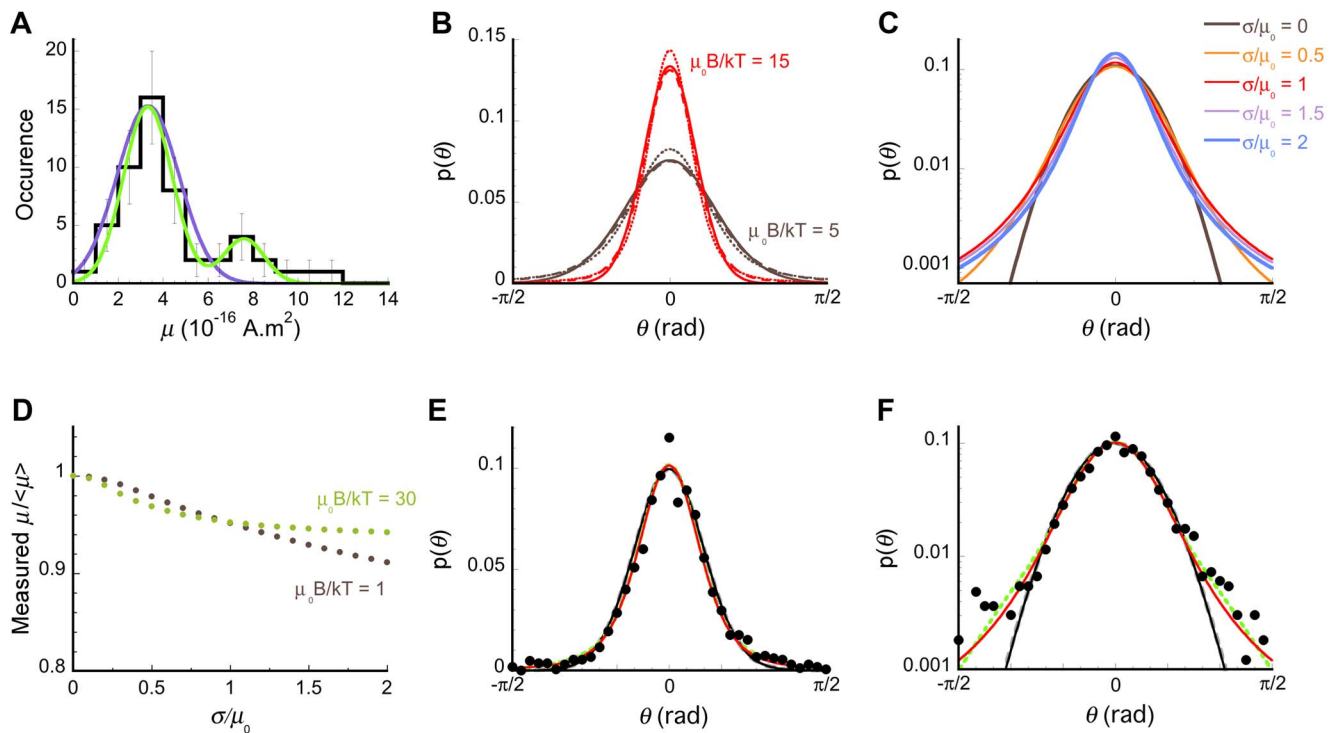 A
20
15
10
5
0
Occurence
0 2 4 6 8 10 12 14
μ (10⁻¹⁶ A.m²)
B
0.15
0.10
0.05
0
p(θ)
μ₀B/kT = 15
μ₀B/kT = 5
-π/2 0 π/2
θ (rad)
C
0.1
0.01
0.001
p(θ)
σ/μ₀ = 0
σ/μ₀ = 0.5
σ/μ₀ = 1
σ/μ₀ = 1.5
σ/μ₀ = 2
-π/2 0 π/2
θ (rad)
D
1
0.9
0.8
Measured μ/<μ>
μ₀B/kT = 30
μ₀B/kT = 1
0 0.5 1 1.5 2
σ/μ₀
E
0.1
0.05
0
p(θ)
-π/2 0 π/2
θ (rad)
F
0.1
0.01
0.001
p(θ)
-π/2 0 π/2
θ (rad)